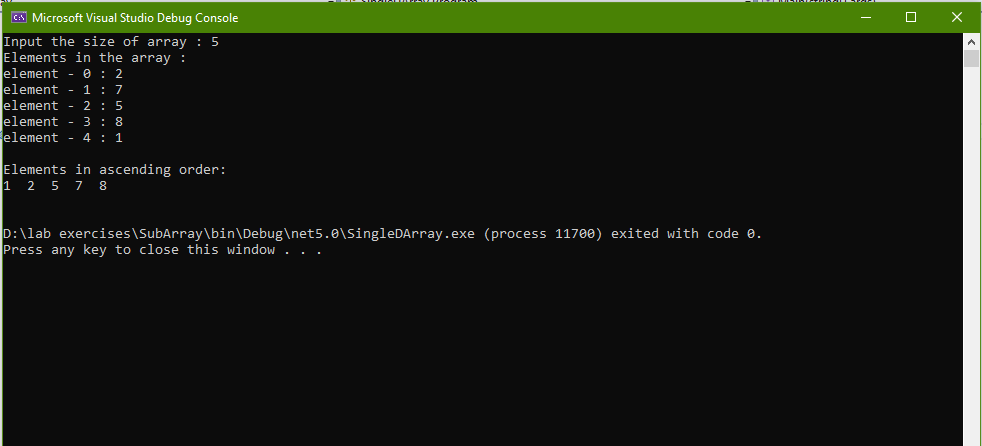 Microsoft Visual Studio Debug Console
Input the size of array : 5
Elements in the array :
element - 0 : 2
element - 1 : 7
element - 2 : 5
element - 3 : 8
element - 4 : 1
Elements in ascending order:
1  2  5  7  8
D:\lab exercises\SubArray\bin\Debug\net5.0\SingleDArray.exe (process 11700) exited with code 0.
Press any key to close this window . . .